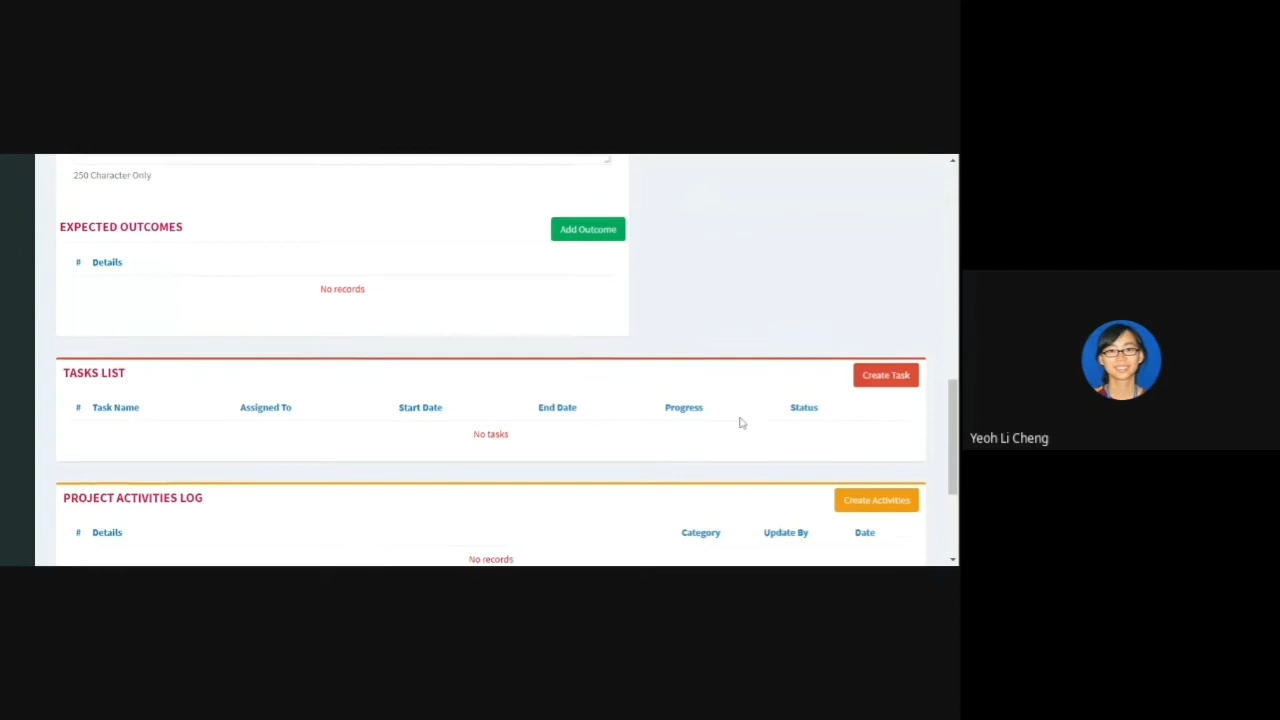 250 Character Only
EXPECTED OUTCOMES
Add Outcome
# Details
No records
TASKS LIST
Create Task
# Task Name Assigned To Start Date End Date Progress Status
No tasks
PROJECT ACTIVITIES LOG
Create Activities
# Details Category Update By Date
No records
Yeoh Li Cheng